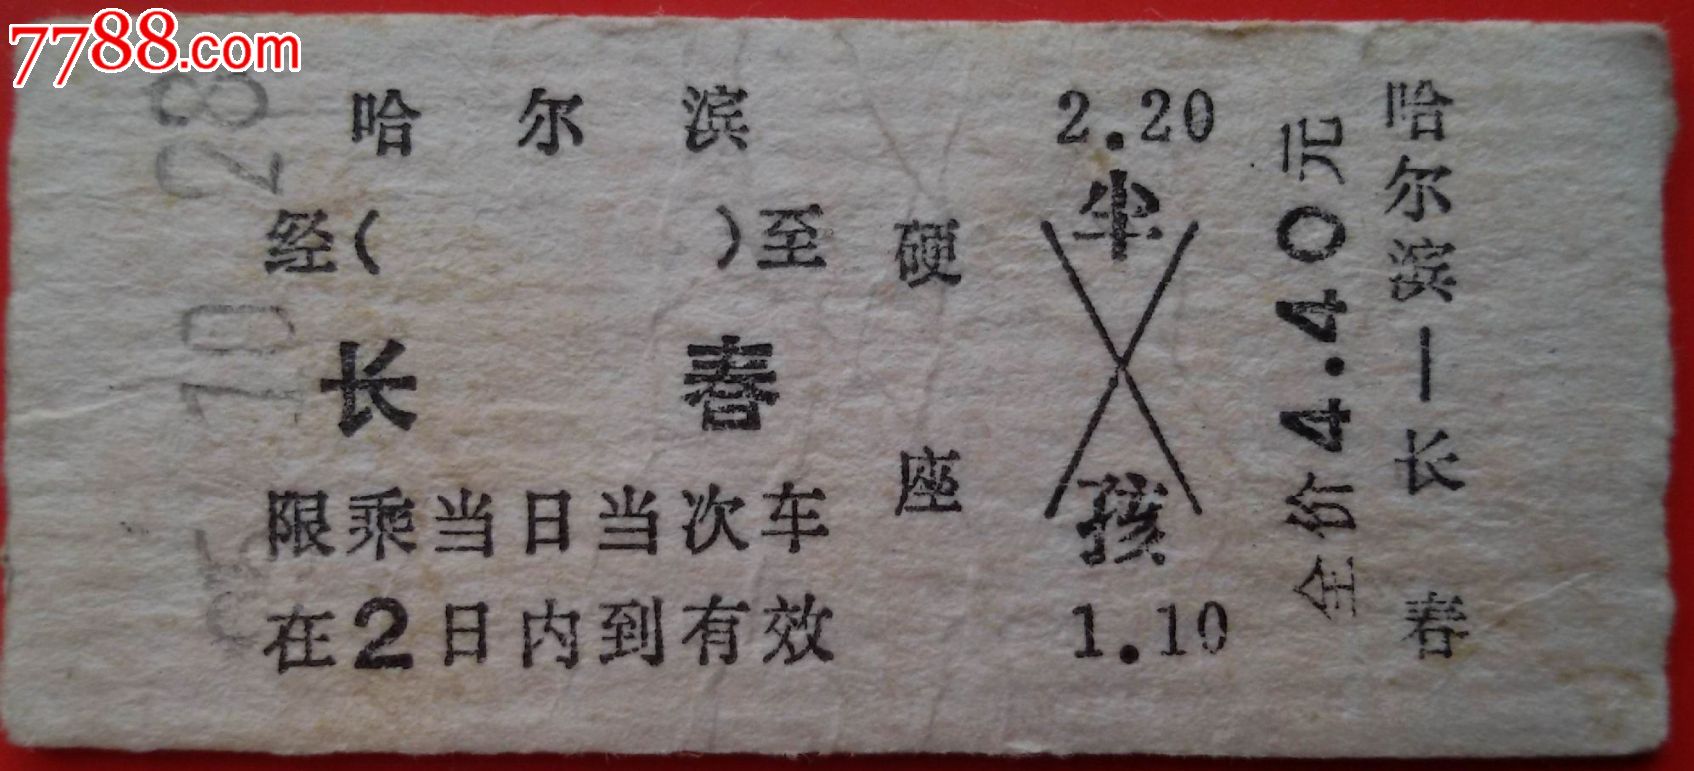 7788.com
哈尔滨
经( )至
长春
限乘当日当次车
在2日内到有效
硬座
2.20
半
孩
1.10
全价4.40元
哈尔滨—长春
10 28